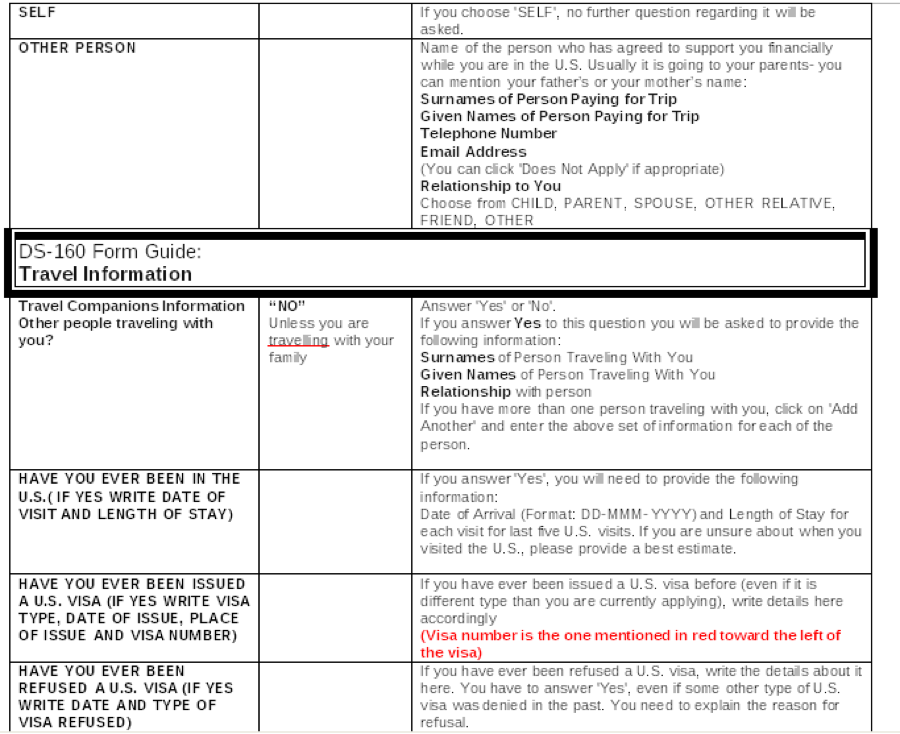 SELF
If you choose 'SELF', no further question regarding it will be
asked.
OTHER PERSON
Name of the person who has agreed to support you financially
while you are in the U.S. Usually it is going to your parents- you
can mention your father's or your mother's name:
Surnames of Person Paying for Trip
Given Names of Person Paying for Trip
Telephone Number
Email Address
(You can click 'Does Not Apply' if appropriate)
Relationship to You
Choose from CHILD, PARENT, SPOUSE, OTHER RELATIVE,
FRIEND, OTHER
DS-160 Form Guide:
Travel Information
Travel Companions Information
Other people traveling with
you?
“NO”
Unless you are
travelling with your
family
Answer 'Yes' or 'No'.
If you answer Yes to this question you will be asked to provide the
following information:
Surnames of Person Traveling With You
Given Names of Person Traveling With You
Relationship with person
If you have more than one person traveling with you, click on 'Add
Another' and enter the above set of information for each of the
person.
HAVE YOU EVER BEEN IN THE
U.S.( IF YES WRITE DATE OF
VISIT AND LENGTH OF STAY)
If you answer 'Yes', you will need to provide the following
information:
Date of Arrival (Format: DD-MMM-YYYY) and Length of Stay for
each visit for last five U.S. visits. If you are unsure about when you
visited the U.S., please provide a best estimate.
HAVE YOU EVER BEEN ISSUED
A U.S. VISA (IF YES WRITE VISA
TYPE, DATE OF ISSUE, PLACE
OF ISSUE AND VISA NUMBER)
If you have ever been issued a U.S. visa before (even if it is
different type than you are currently applying), write details here
accordingly
(Visa number is the one mentioned in red toward the left of
the visa)
HAVE YOU EVER BEEN
REFUSED A U.S. VISA (IF YES
WRITE DATE AND TYPE OF
VISA REFUSED)
If you have ever been refused a U.S. visa, write the details about it
here. You have to answer 'Yes', even if some other type of U.S.
visa was denied in the past. You need to explain the reason for
refusal.